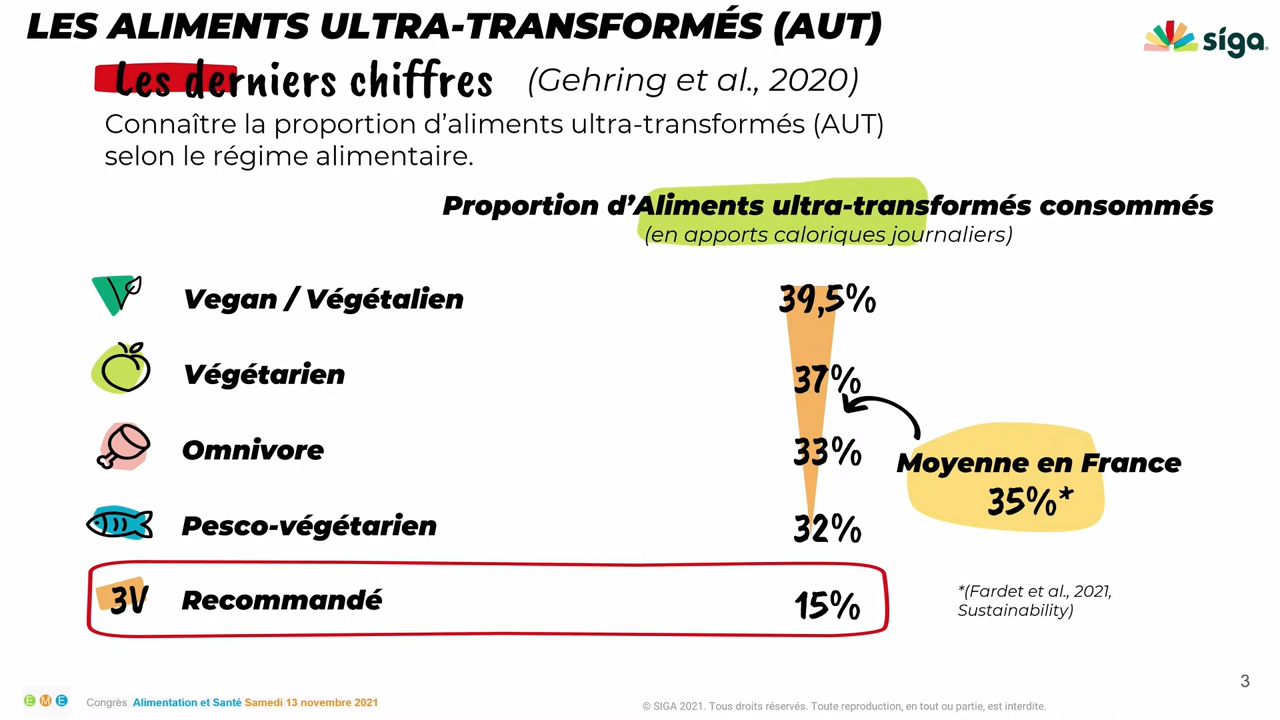 LES ALIMENTS ULTRA-TRANSFORMÉS (AUT)
síga
Les derniers chiffres (Gehring et al., 2020)
Connaître la proportion d’aliments ultra-transformés (AUT)
selon le régime alimentaire.
Proportion d’Aliments ultra-transformés consommés
(en apports caloriques journaliers)
Vegan / Végétalien 39,5%
Végétarien 37%
Omnivore 33%
Moyenne en France
35%*
Pesco-végétarien 32%
3V Recommandé 15%
*(Fardet et al., 2021,
Sustainability)
3
E M E Congrès Alimentation et Santé Samedi 13 novembre 2021
© SIGA 2021. Tous droits réservés. Toute reproduction, en tout ou partie, est interdite.